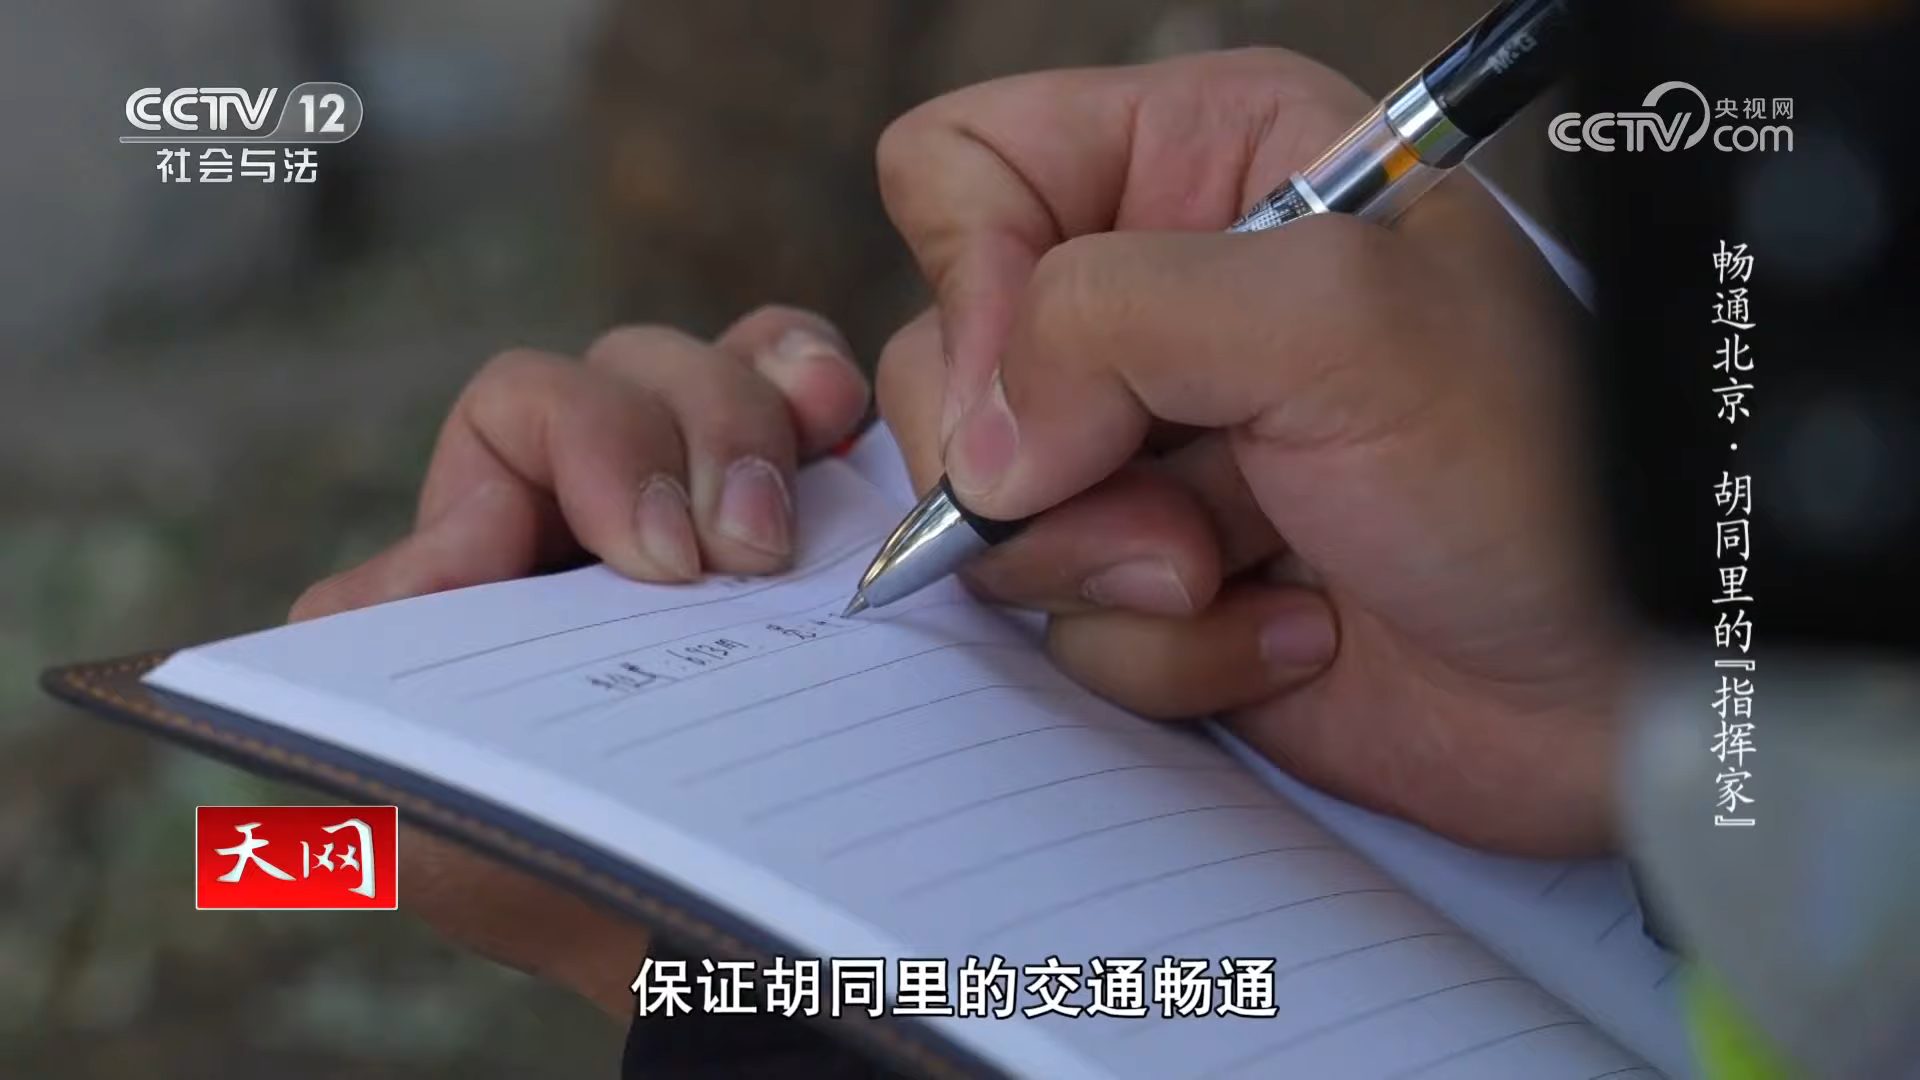 CCTV 12
社会与法
CCTV.com 央视网
M&G
畅通北京·胡同里的『指挥家』
天网
保证胡同里的交通畅通